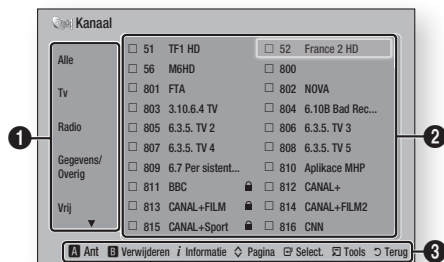 Kanaal
Alle
Tv
Radio
Gegevens/
Overig
Vrij
51 TF1 HD 52 France 2 HD
56 M6HD 800
801 FTA 802 NOVA
803 3.10.6.4 TV 804 6.10B Bad Rec...
805 6.3.5. TV 2 806 6.3.5. TV 3
807 6.3.5. TV 4 808 6.3.5. TV 5
809 6.7 Per sistent... 810 Aplikace MHP
811 BBC 812 CANAL+
813 CANAL+FILM 814 CANAL+FILM2
815 CANAL+Sport 816 CNN
A Ant B Verwijderen i Informatie Pagina Select. Tools Terug
1
2
3